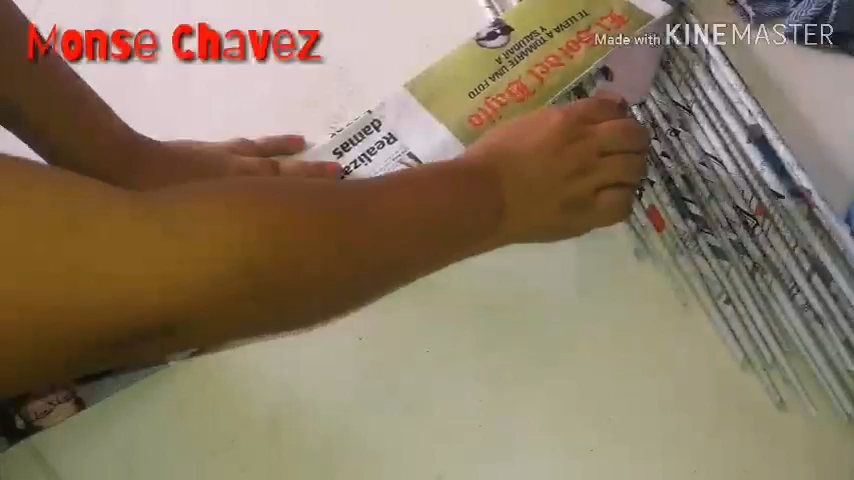 Monse Chavez
Made with KINEMASTER
TE LLEVA A
TOMARTE UNA FOTO
Y SALUDAR
A
El Sol del Bajío
Realiza
damas